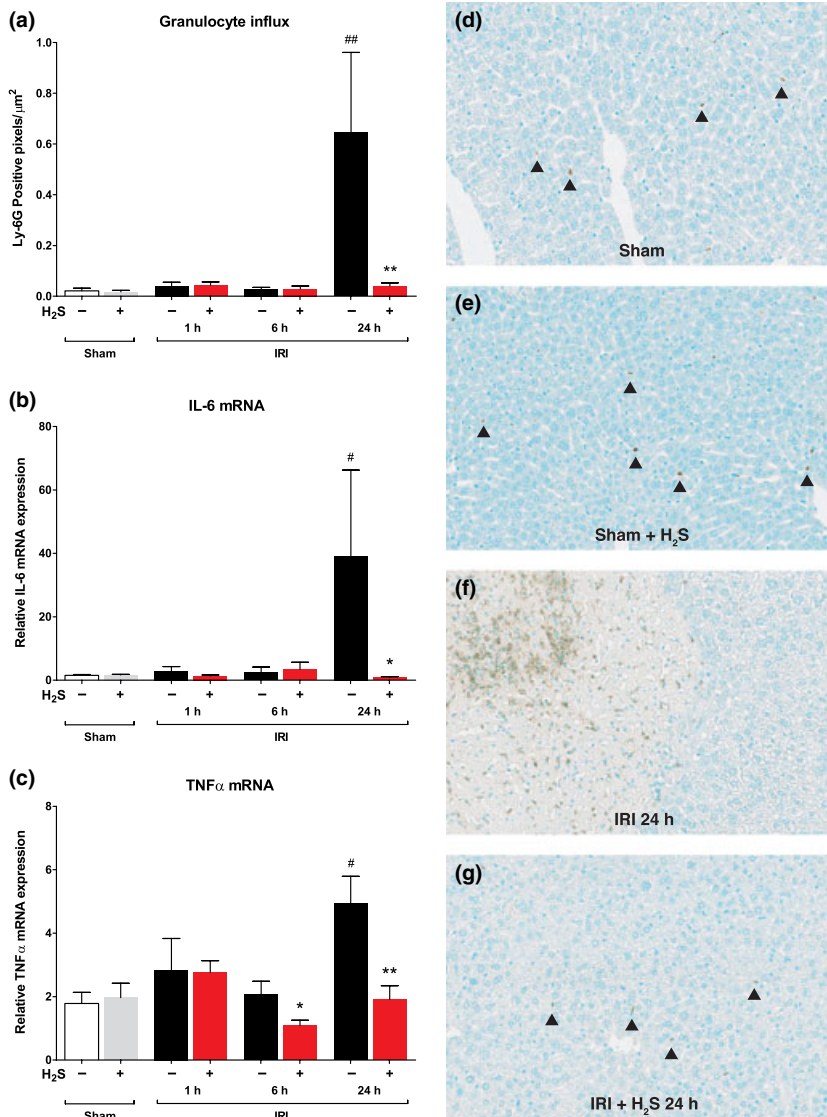 (a)
Granulocyte influx
Ly-6G Positive pixels/μm²
1.0
0.8
0.6
0.4
0.2
0.0
##
**
H₂S – + – + – + – +
1 h 6 h 24 h
Sham IRI
(b)
IL-6 mRNA
Relative IL-6 mRNA expression
80
60
40
20
0
#
*
H₂S – + – + – + – +
1 h 6 h 24 h
Sham IRI
(c)
TNFα mRNA
Relative TNFα mRNA expression
8
6
4
2
0
*
#
**
H₂S – + – + – + – +
1 h 6 h 24 h
Sham IRI
(d)
Sham
(e)
Sham + H₂S
(f)
IRI 24 h
(g)
IRI + H₂S 24 h